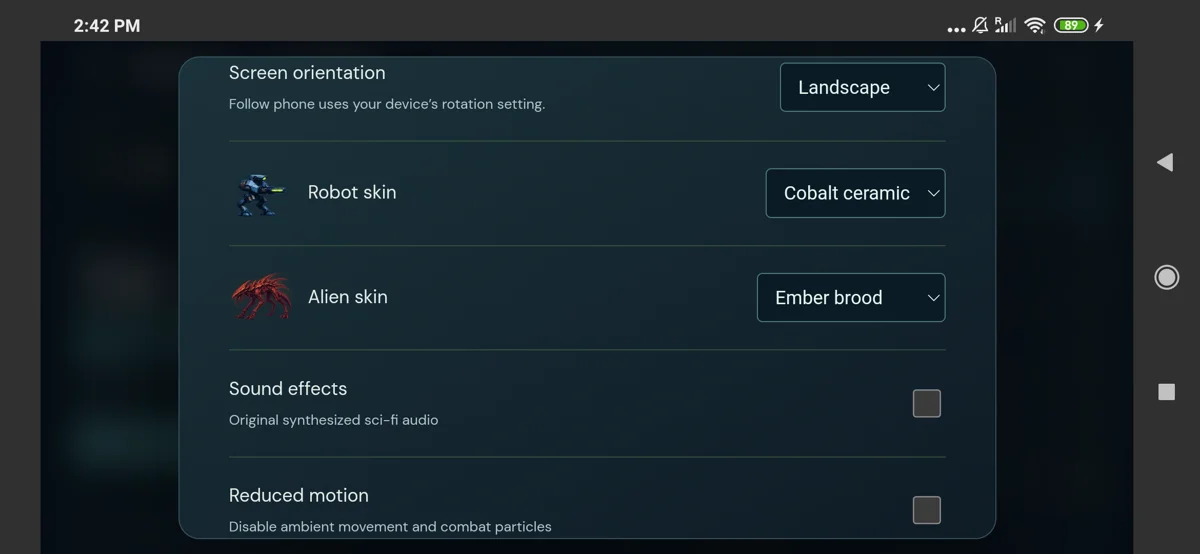 2:42 PM
R
89
Screen orientation
Landscape
Follow phone uses your device’s rotation setting.
Robot skin
Cobalt ceramic
Alien skin
Ember brood
Sound effects
Original synthesized sci-fi audio
Reduced motion
Disable ambient movement and combat particles